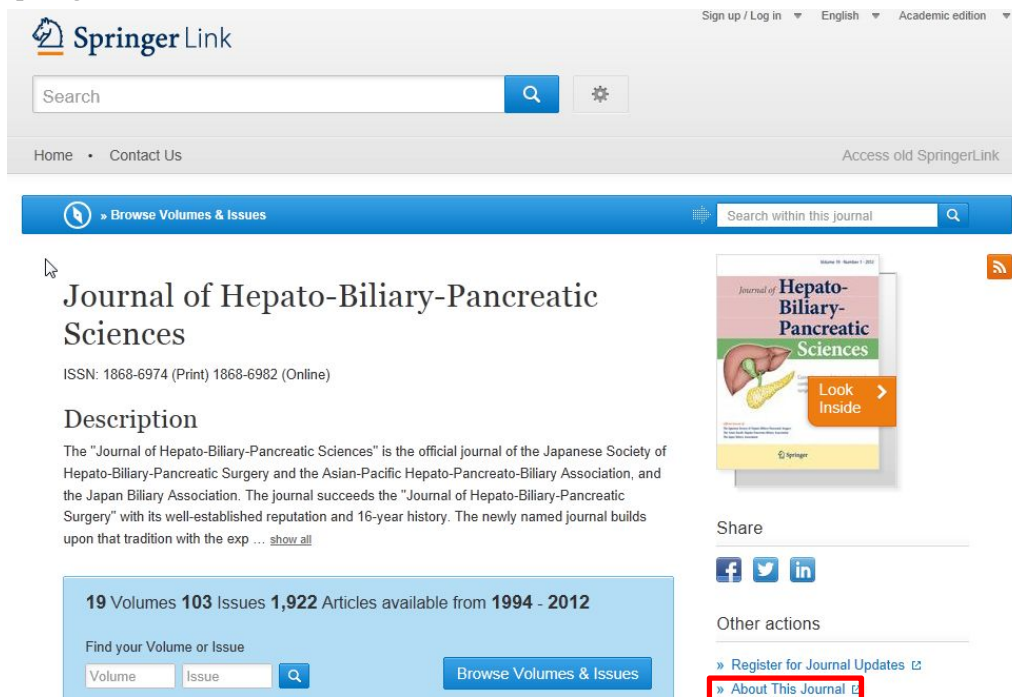 Sign up / Log in English Academic edition
Springer Link
Search
Home • Contact Us Access old SpringerLink
» Browse Volumes & Issues
Search within this journal
Journal of Hepato-Biliary-Pancreatic
Sciences
ISSN: 1868-6974 (Print) 1868-6982 (Online)
Description
The "Journal of Hepato-Biliary-Pancreatic Sciences" is the official journal of the Japanese Society of
Hepato-Biliary-Pancreatic Surgery and the Asian-Pacific Hepato-Pancreato-Biliary Association, and
the Japan Biliary Association. The journal succeeds the "Journal of Hepato-Biliary-Pancreatic
Surgery" with its well-established reputation and 16-year history. The newly named journal builds
upon that tradition with the exp … show all
19 Volumes 103 Issues 1,922 Articles available from 1994 - 2012
Find your Volume or Issue
Volume Issue
Browse Volumes & Issues
Volume 19 · Number 1 · 2012
Journal of Hepato-
Biliary-
Pancreatic
Sciences
Look
Inside
Springer
Share
Other actions
» Register for Journal Updates
» About This Journal